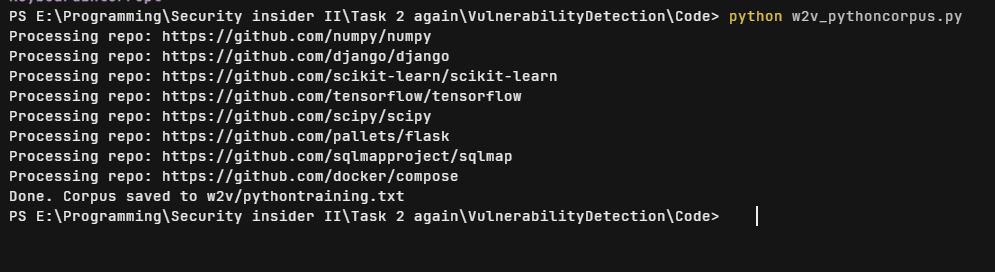 PS E:\Programming\Security insider II\Task 2 again\VulnerabilityDetection\Code> python w2v_pythoncorpus.py
Processing repo: https://github.com/numpy/numpy
Processing repo: https://github.com/django/django
Processing repo: https://github.com/scikit-learn/scikit-learn
Processing repo: https://github.com/tensorflow/tensorflow
Processing repo: https://github.com/scipy/scipy
Processing repo: https://github.com/pallets/flask
Processing repo: https://github.com/sqlmapproject/sqlmap
Processing repo: https://github.com/docker/compose
Done. Corpus saved to w2v/pythontraining.txt
PS E:\Programming\Security insider II\Task 2 again\VulnerabilityDetection\Code>